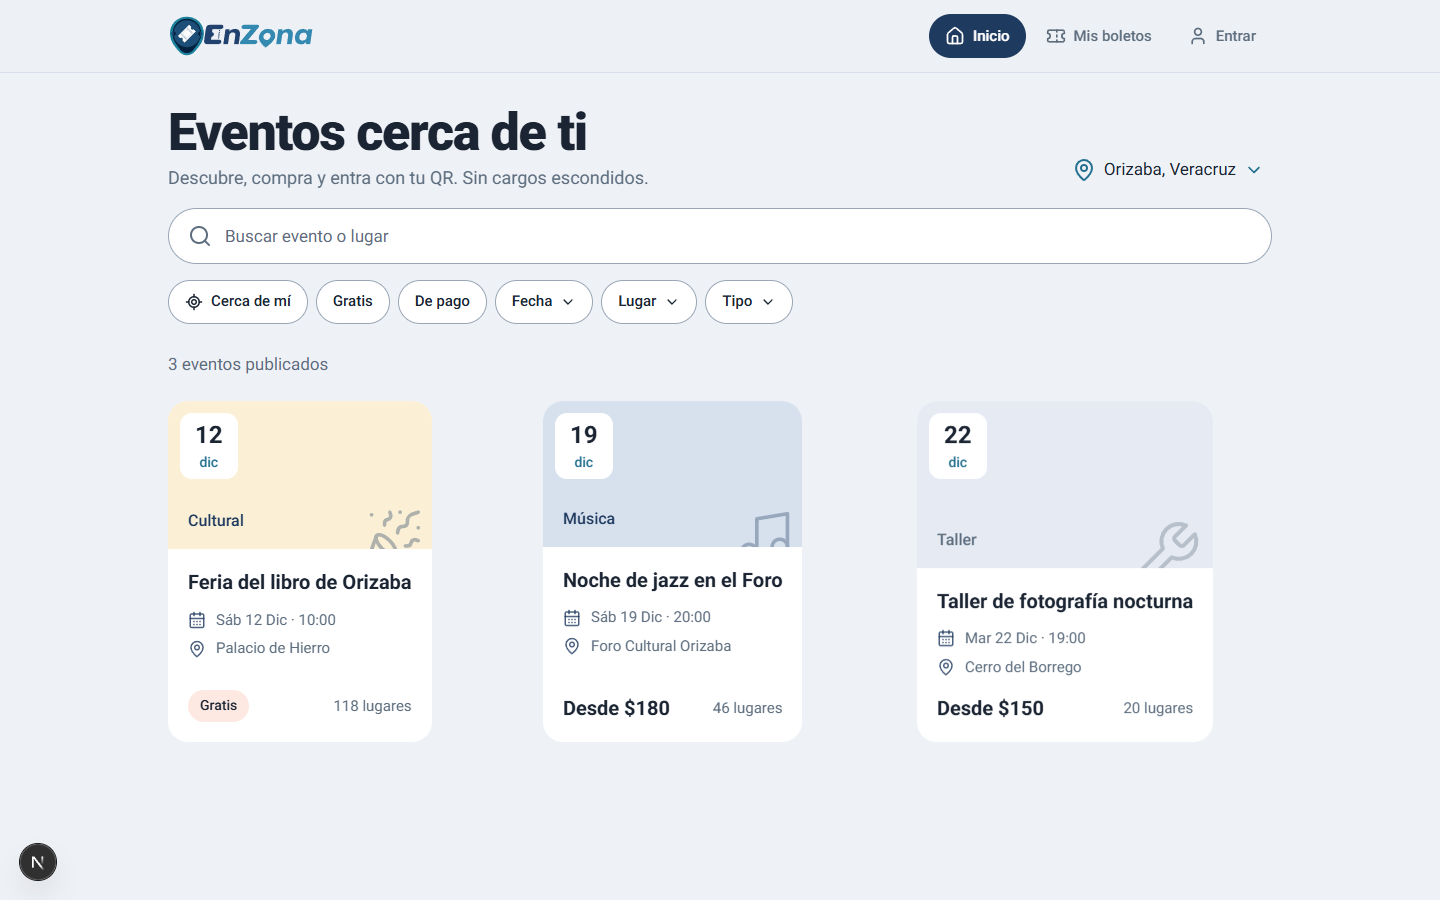 EnZona
Inicio
Mis boletos
Entrar
Eventos cerca de ti
Descubre, compra y entra con tu QR. Sin cargos escondidos.
Orizaba, Veracruz
Buscar evento o lugar
Cerca de mí
Gratis
De pago
Fecha
Lugar
Tipo
3 eventos publicados
12
dic
Cultural
Feria del libro de Orizaba
Sáb 12 Dic · 10:00
Palacio de Hierro
Gratis
118 lugares
19
dic
Música
Noche de jazz en el Foro
Sáb 19 Dic · 20:00
Foro Cultural Orizaba
Desde $180
46 lugares
22
dic
Taller
Taller de fotografía nocturna
Mar 22 Dic · 19:00
Cerro del Borrego
Desde $150
20 lugares
N